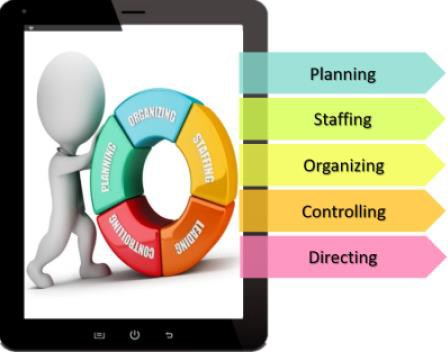 ORGANIZING
STAFFING
LEADING
CONTROLLING
PLANNING
Planning
Staffing
Organizing
Controlling
Directing